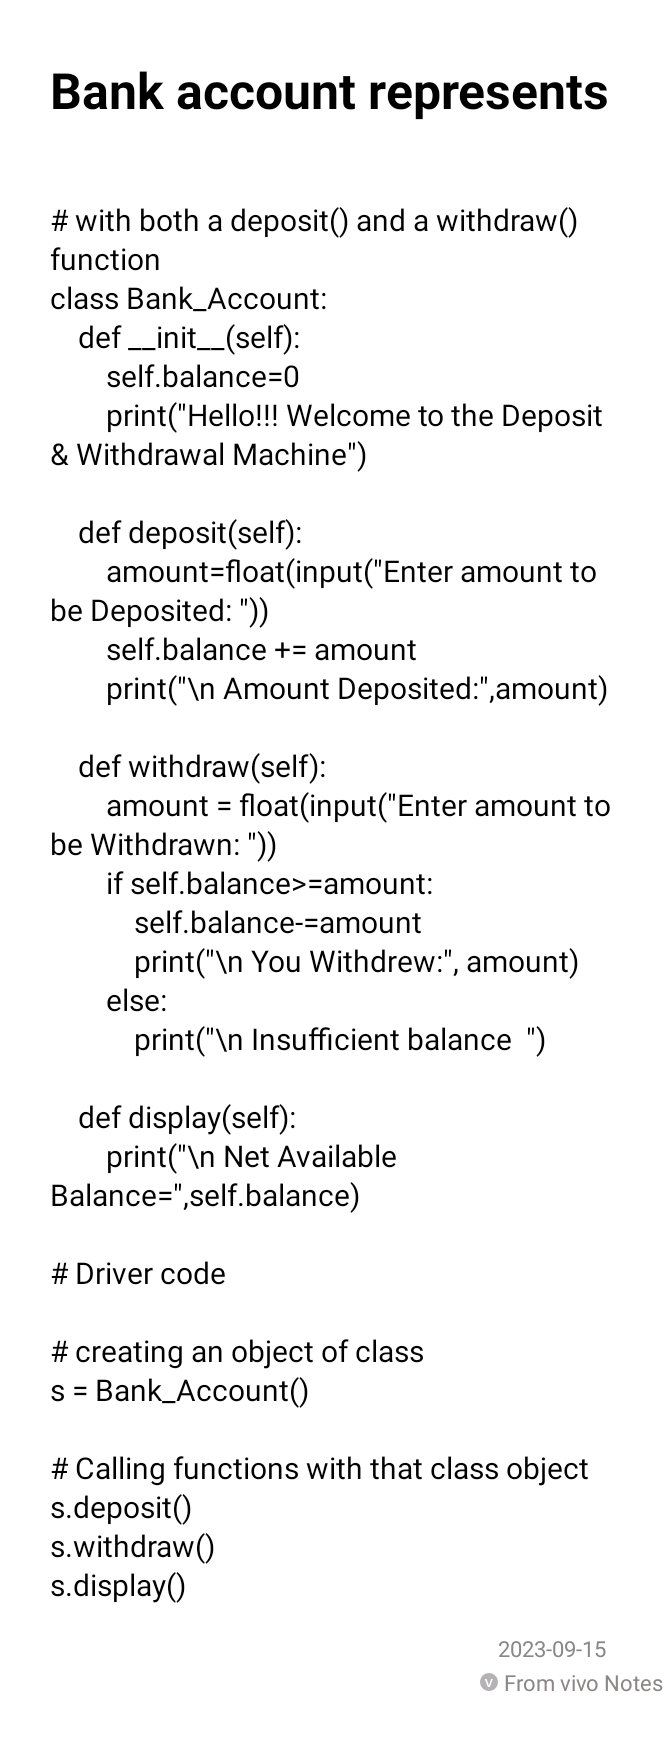 Bank account represents
# with both a deposit() and a withdraw()
function
class Bank_Account:
    def __init__(self):
        self.balance=0
        print("Hello!!! Welcome to the Deposit
& Withdrawal Machine")
    def deposit(self):
        amount=float(input("Enter amount to
be Deposited: "))
        self.balance += amount
        print("\n Amount Deposited:",amount)
    def withdraw(self):
        amount = float(input("Enter amount to
be Withdrawn: "))
        if self.balance>=amount:
            self.balance-=amount
            print("\n You Withdrew:", amount)
        else:
            print("\n Insufficient balance  ")
    def display(self):
        print("\n Net Available
Balance=",self.balance)
# Driver code
# creating an object of class
s = Bank_Account()
# Calling functions with that class object
s.deposit()
s.withdraw()
s.display()
2023-09-15
V From vivo Notes